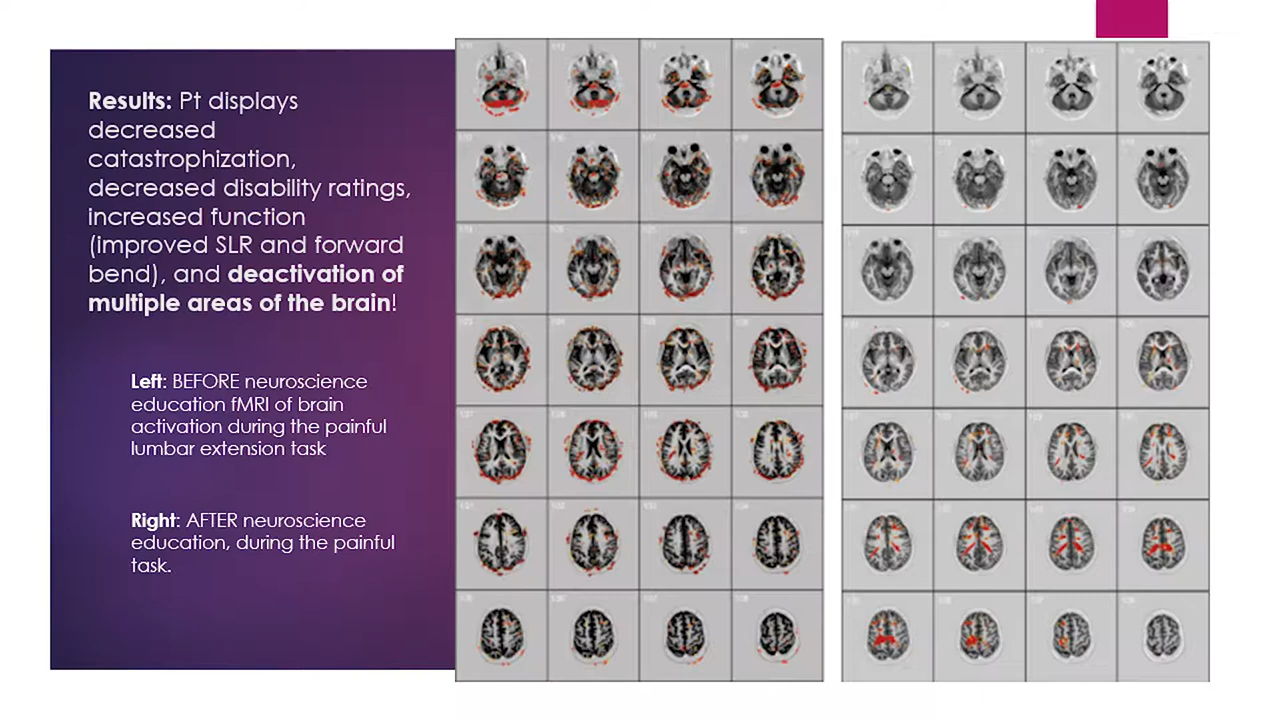 Results: Pt displays
decreased
catastrophization,
decreased disability ratings,
increased function
(improved SLR and forward
bend), and deactivation of
multiple areas of the brain!
Left: BEFORE neuroscience
education fMRI of brain
activation during the painful
lumbar extension task
Right: AFTER neuroscience
education, during the painful
task.